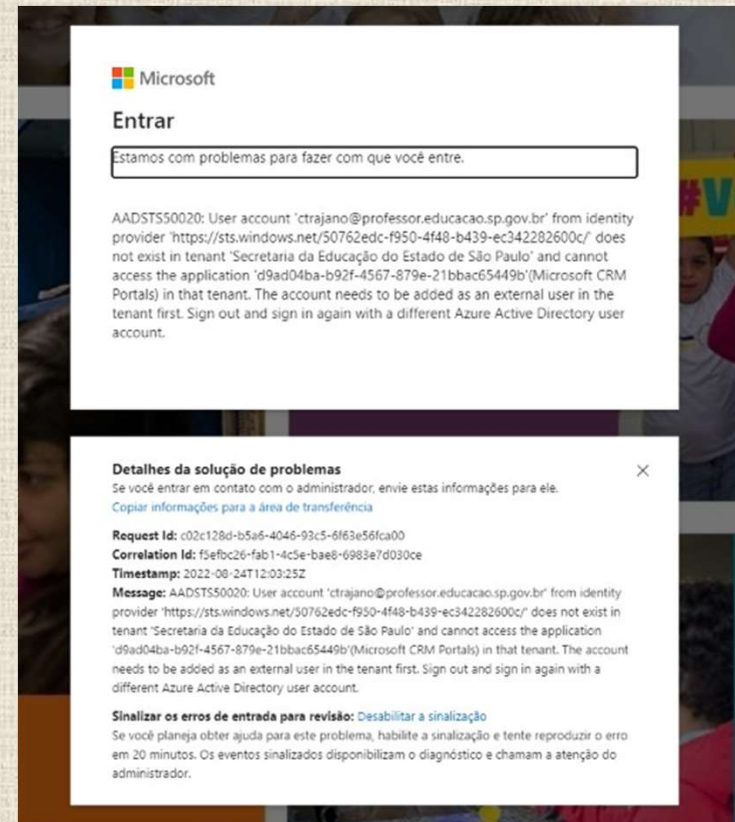 Microsoft
Entrar
Estamos com problemas para fazer com que você entre.
AADSTS50020: User account 'ctrajano@professor.educacao.sp.gov.br' from identity
provider 'https://sts.windows.net/50762edc-f950-4f48-b439-ec342282600c/' does
not exist in tenant 'Secretaria da Educação do Estado de São Paulo' and cannot
access the application 'd9ad04ba-b92f-4567-879e-21bbac65449b'(Microsoft CRM
Portals) in that tenant. The account needs to be added as an external user in the
tenant first. Sign out and sign in again with a different Azure Active Directory user
account.
#V
Detalhes da solução de problemas
Se você entrar em contato com o administrador, envie estas informações para ele.
Copiar informações para a área de transferência
Request Id: c02c128d-b5a6-4046-93c5-6f63e56fca00
Correlation Id: f5efbc26-fab1-4c5e-bae8-6983e7d030ce
Timestamp: 2022-08-24T12:03:25Z
Message: AADSTS50020: User account 'ctrajano@professor.educacao.sp.gov.br' from identity
provider 'https://sts.windows.net/50762edc-f950-4f48-b439-ec342282600c/' does not exist in
tenant 'Secretaria da Educação do Estado de São Paulo' and cannot access the application
'd9ad04ba-b92f-4567-879e-21bbac65449b'(Microsoft CRM Portals) in that tenant. The account
needs to be added as an external user in the tenant first. Sign out and sign in again with a
different Azure Active Directory user account.
Sinalizar os erros de entrada para revisão: Desabilitar a sinalização
Se você planeja obter ajuda para este problema, habilite a sinalização e tente reproduzir o erro
em 20 minutos. Os eventos sinalizados disponibilizam o diagnóstico e chamam a atenção do
administrador.